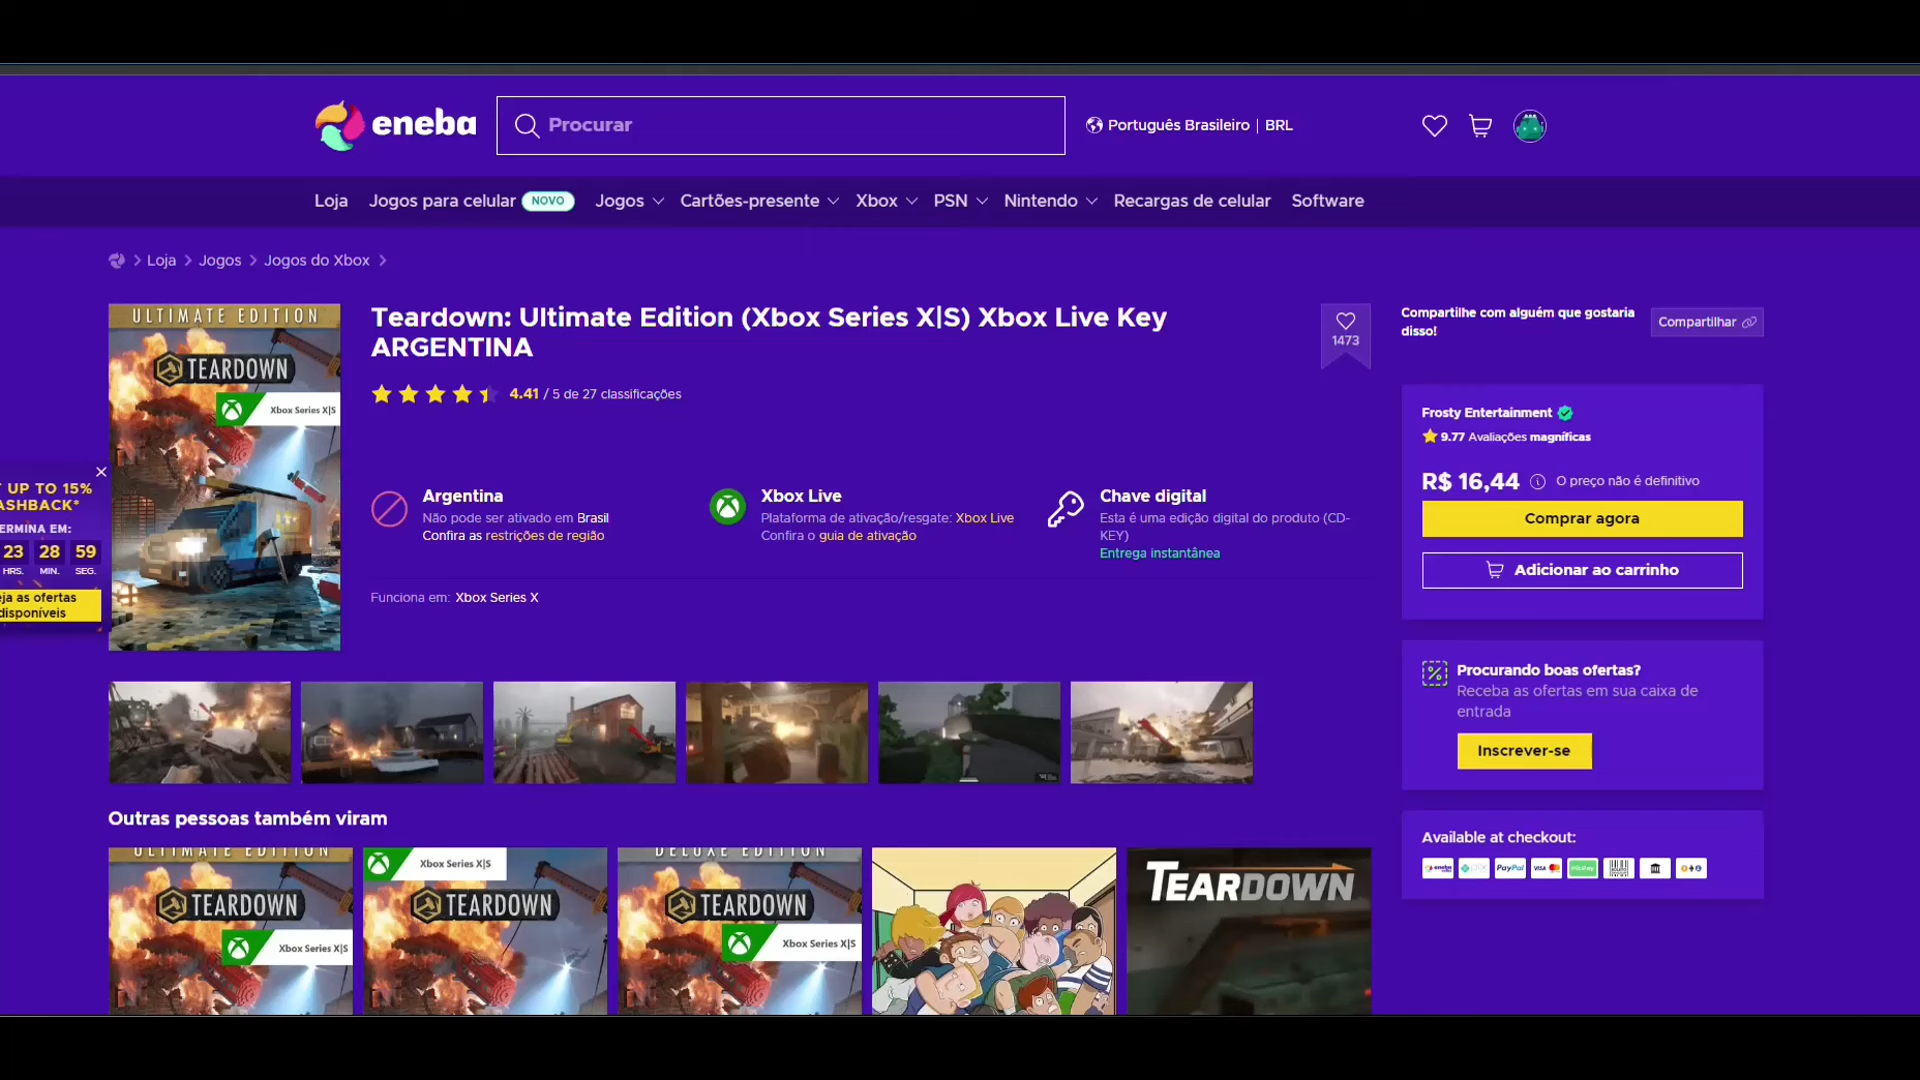 eneba
Procurar
Português Brasileiro | BRL
Loja
Jogos para celular
NOVO
Jogos
Cartões-presente
Xbox
PSN
Nintendo
Recargas de celular
Software
Loja
Jogos
Jogos do Xbox
ULTIMATE EDITION
TEARDOWN
Xbox Series X|S
Teardown: Ultimate Edition (Xbox Series X|S) Xbox Live Key
ARGENTINA
4.41 / 5 de 27 classificações
1473
Compartilhe com alguém que gostaria
disso!
Compartilhar
Frosty Entertainment
9.77 Avaliações magníficas
R$ 16,44
O preço não é definitivo
Comprar agora
Adicionar ao carrinho
UP TO 15%
ASHBACK*
ERMINA EM:
23 28 59
HRS. MIN. SEG.
eja as ofertas
disponíveis
Argentina
Não pode ser ativado em Brasil
Confira as restrições de região
Xbox Live
Plataforma de ativação/resgate: Xbox Live
Confira o guia de ativação
Chave digital
Esta é uma edição digital do produto (CD-
KEY)
Entrega instantânea
Funciona em: Xbox Series X
Procurando boas ofertas?
Receba as ofertas em sua caixa de
entrada
Inscrever-se
Outras pessoas também viram
Available at checkout:
PayPal
VISA
ULTIMATE EDITION
TEARDOWN
Xbox Series X|S
Xbox Series X|S
TEARDOWN
DELUXE EDITION
TEARDOWN
Xbox Series X|S
TEARDOWN